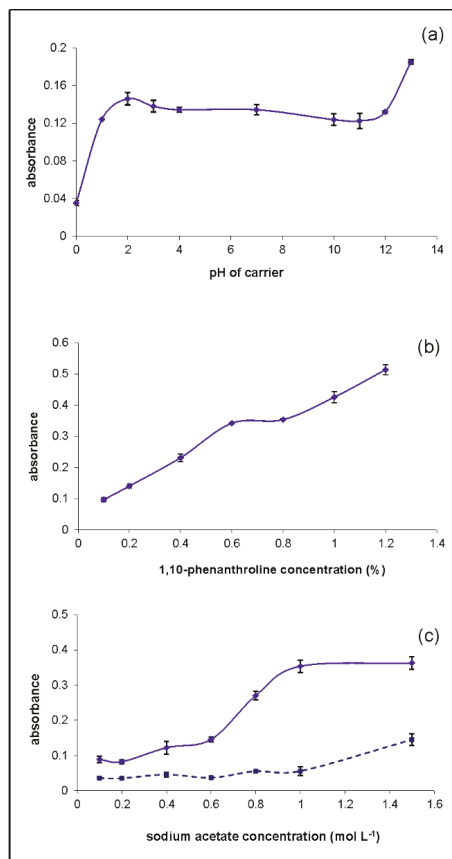 (a)
0.2
0.16
0.12
0.08
0.04
0
absorbance
0 2 4 6 8 10 12 14
pH of carrier
(b)
0.6
0.5
0.4
0.3
0.2
0.1
0
absorbance
0 0.2 0.4 0.6 0.8 1 1.2 1.4
1,10-phenanthroline concentration (%)
(c)
0.5
0.4
0.3
0.2
0.1
0
absorbance
0 0.2 0.4 0.6 0.8 1 1.2 1.4 1.6
sodium acetate concentration (mol L⁻¹)